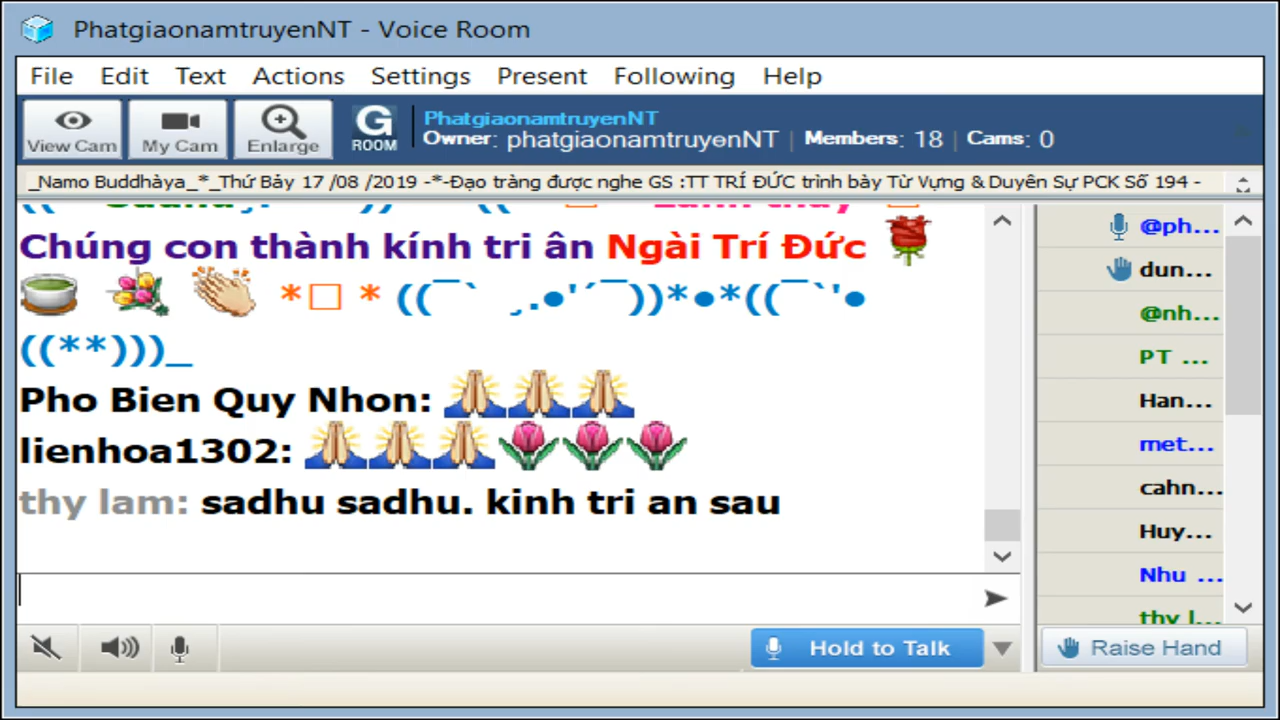 PhatgiaonamtruyenNT - Voice Room
File Edit Text Actions Settings Present Following Help
View Cam My Cam Enlarge G ROOM
PhatgiaonamtruyenNT
Owner: phatgiaonamtruyenNT | Members: 18 | Cams: 0
_Namo Buddhàya_*_Thứ Bảy 17 /08 /2019 -*-Đạo tràng được nghe GS :TT TRÍ ĐỨC trình bày Từ Vựng & Duyên Sự PCK Số 194 -
Chúng con thành kính tri ân Ngài Trí Đức 🌹
🍵 💐 👏 *□ * ((¯` ¸.●'´¯))*●*((¯`'●
((**)))_
Pho Bien Quy Nhon: 🙏🙏🙏
lienhoa1302: 🙏🙏🙏🌷🌷🌷
thy lam: sadhu sadhu. kinh tri an sau
@ph...
dun...
@nh...
PT ...
Han...
met...
cahn...
Huy...
Nhu ...
thy l...
Hold to Talk
Raise Hand